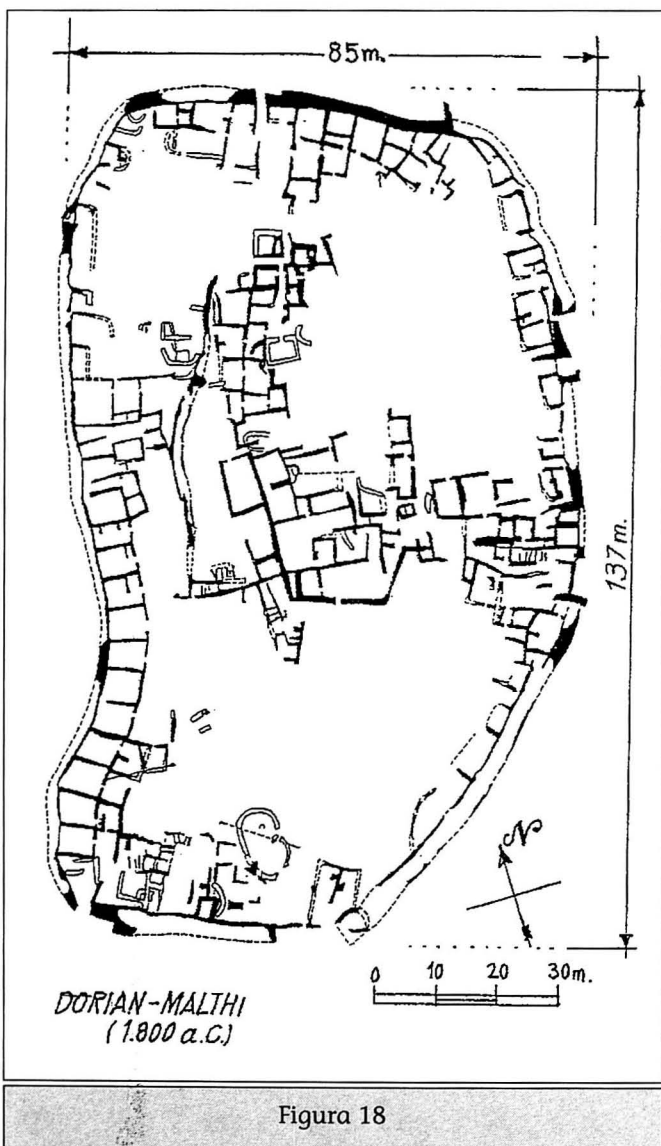 85m.
137m.
N
0 10 20 30m.
DORIAN-MALTHI
(1.800 a.C.)
Figura 18